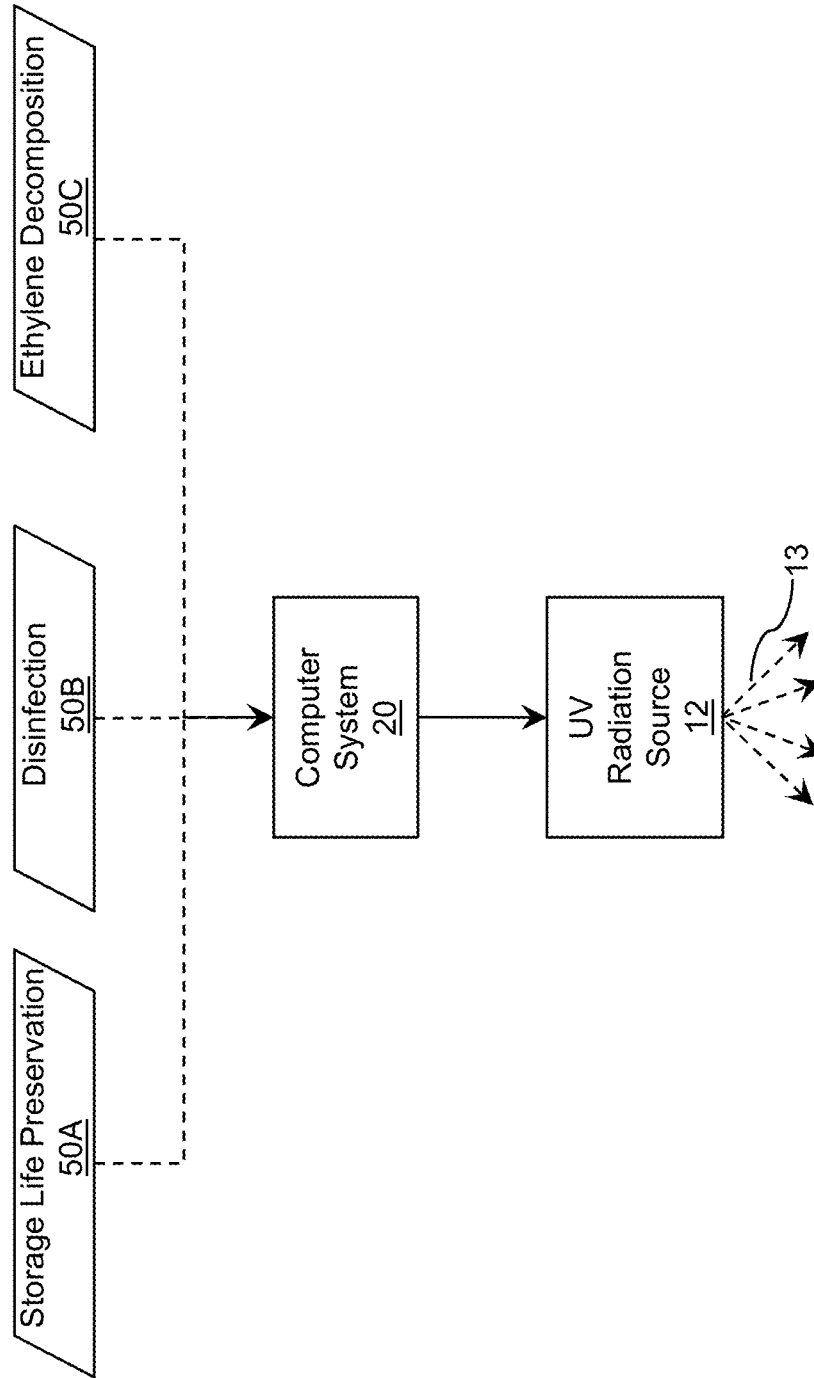 Storage Life Preservation
50A
Disinfection
50B
Ethylene Decomposition
50C
Computer
System
20
UV
Radiation
Source
12
13